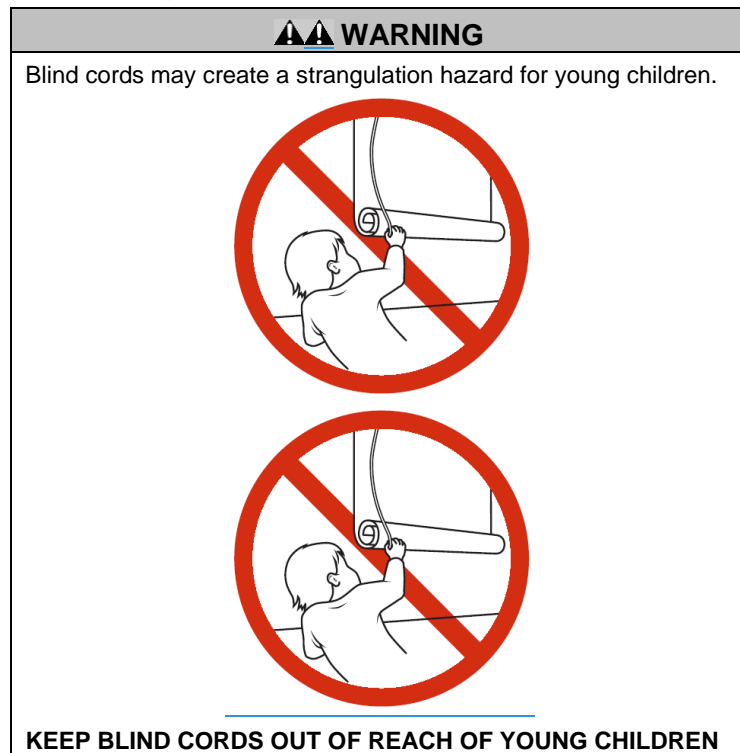 WARNING
Blind cords may create a strangulation hazard for young children.
KEEP BLIND CORDS OUT OF REACH OF YOUNG CHILDREN